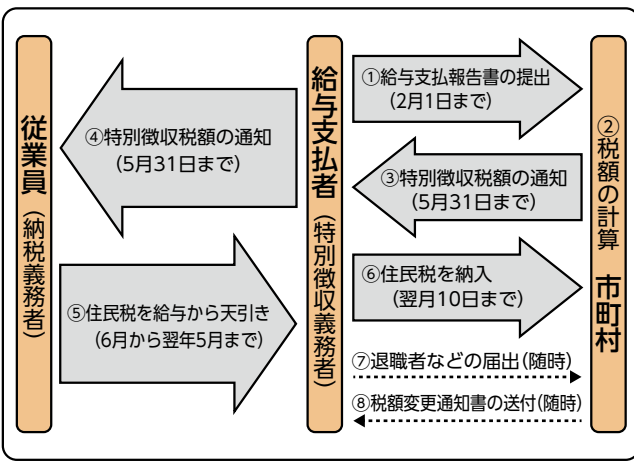 従業員（納税義務者）
④特別徴収税額の通知
（5月31日まで）
⑤住民税を給与から天引き
（6月から翌年5月まで）
給与支払者（特別徴収義務者）
①給与支払報告書の提出
（2月1日まで）
③特別徴収税額の通知
（5月31日まで）
⑥住民税を納入
（翌月10日まで）
⑦退職者などの届出(随時)
⑧税額変更通知書の送付(随時)
②税額の計算 市町村